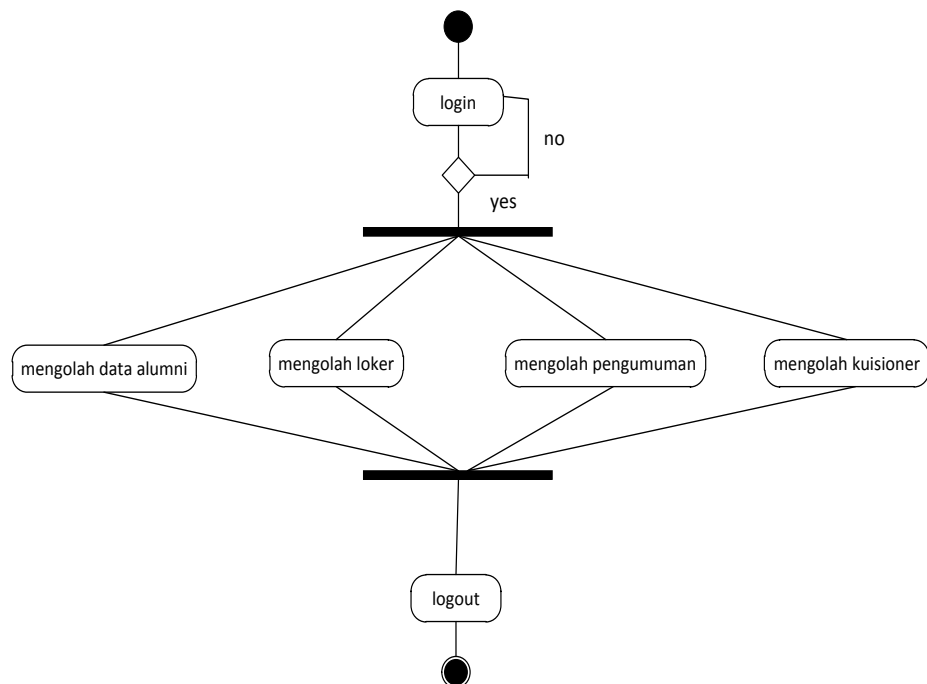 login
no
yes
mengolah data alumni
mengolah loker
mengolah pengumuman
mengolah kuisioner
logout